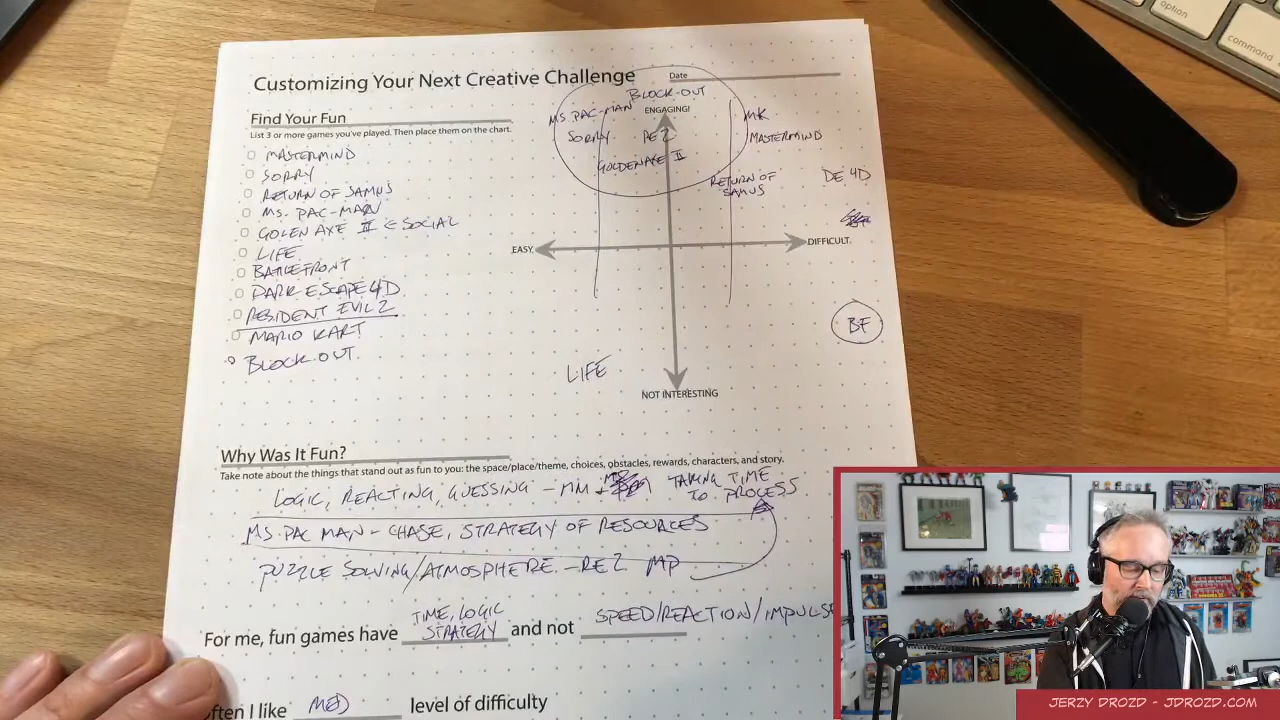 option
command
Customizing Your Next Creative Challenge
Date
Find Your Fun
List 3 or more games you've played. Then place them on the chart.
MASTERMIND
SORRY
RETURN OF SAMUS
MS. PAC-MAN
GOLEN AXE II ← SOCIAL
LIFE
BATTLEFRONT
DARK ESCAPE 4D
RESIDENT EVIL 2
MARIO KART
BLOCK-OUT
BLOCK-OUT
MS. PAC-MAN
ENGAGING!
MK
SORRY RE2
MASTERMIND
GOLDEN AXE II
RETURN OF SAMUS
DE 4D
EASY
DIFFICULT
BF
LIFE
NOT INTERESTING
Why Was It Fun?
Take note about the things that stand out as fun to you: the space/place/theme, choices, obstacles, rewards, characters, and story.
LOGIC, REACTING, GUESSING - MM
TAKING TIME
TO PROCESS
MS. PAC MAN - CHASE, STRATEGY OF RESOURCES
PUZZLE SOLVING/ATMOSPHERE - RE2 MP
TIME, LOGIC
STRATEGY
SPEED/REACTION/IMPULSE
For me, fun games have and not
ften I like MED level of difficulty
JERZY DROZD - JDROZD.COM